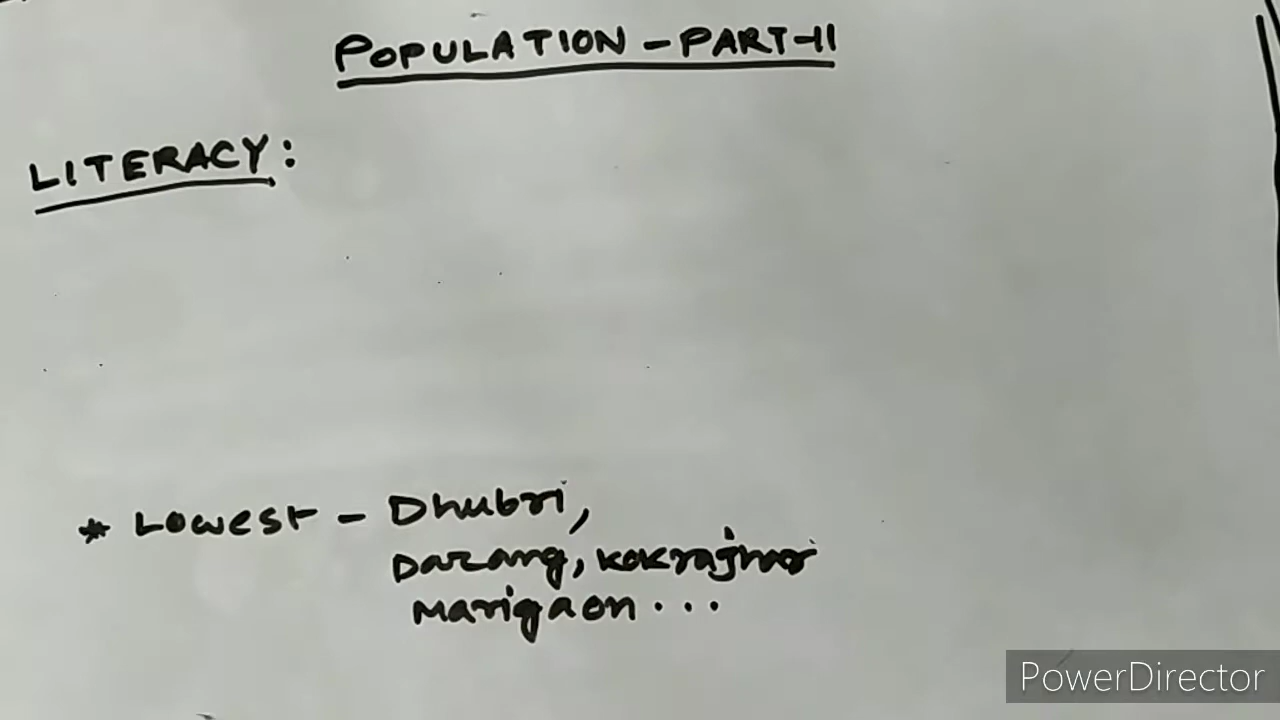 POPULATION - PART-II
LITERACY:
* Lowest - Dhubri,
Darang, Kokrajhar
Marigaon ...
PowerDirector